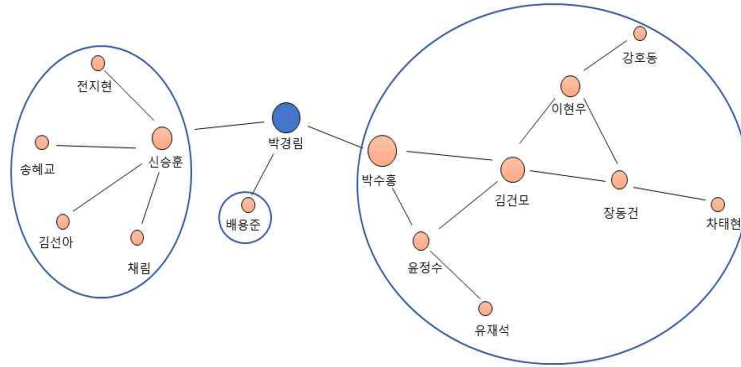 강호동
전지현
이현우
박경림
송혜교
신승훈
박수홍
김건모
장동건
차태현
배용준
김선아
채림
윤정수
유재석